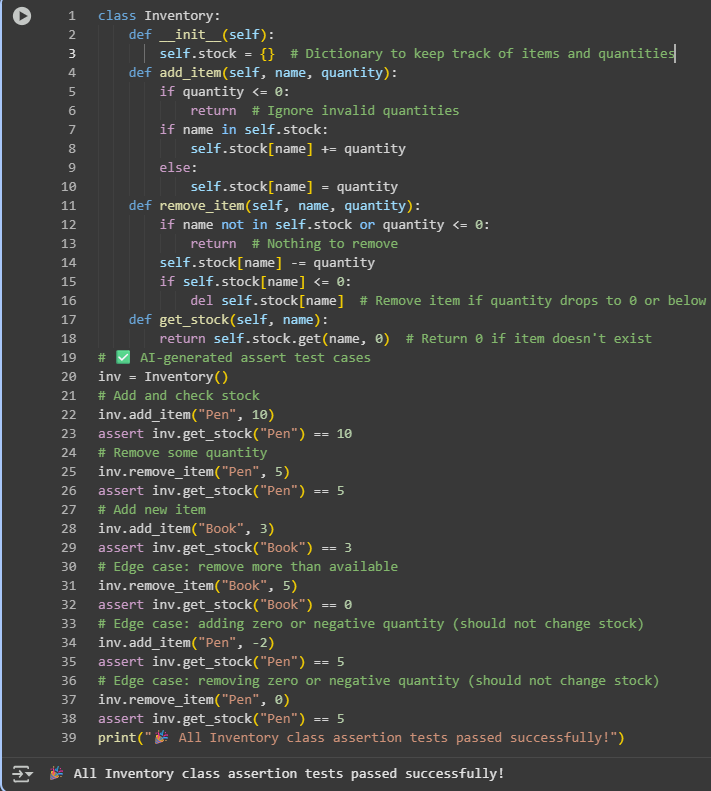 1 class Inventory:
2     def __init__(self):
3         self.stock = {}  # Dictionary to keep track of items and quantities
4     def add_item(self, name, quantity):
5         if quantity <= 0:
6             return  # Ignore invalid quantities
7         if name in self.stock:
8             self.stock[name] += quantity
9         else:
10             self.stock[name] = quantity
11     def remove_item(self, name, quantity):
12         if name not in self.stock or quantity <= 0:
13             return  # Nothing to remove
14         self.stock[name] -= quantity
15         if self.stock[name] <= 0:
16             del self.stock[name]  # Remove item if quantity drops to 0 or below
17     def get_stock(self, name):
18         return self.stock.get(name, 0)  # Return 0 if item doesn't exist
19 # ✅ AI-generated assert test cases
20 inv = Inventory()
21 # Add and check stock
22 inv.add_item("Pen", 10)
23 assert inv.get_stock("Pen") == 10
24 # Remove some quantity
25 inv.remove_item("Pen", 5)
26 assert inv.get_stock("Pen") == 5
27 # Add new item
28 inv.add_item("Book", 3)
29 assert inv.get_stock("Book") == 3
30 # Edge case: remove more than available
31 inv.remove_item("Book", 5)
32 assert inv.get_stock("Book") == 0
33 # Edge case: adding zero or negative quantity (should not change stock)
34 inv.add_item("Pen", -2)
35 assert inv.get_stock("Pen") == 5
36 # Edge case: removing zero or negative quantity (should not change stock)
37 inv.remove_item("Pen", 0)
38 assert inv.get_stock("Pen") == 5
39 print("🎉 All Inventory class assertion tests passed successfully!")
🎉 All Inventory class assertion tests passed successfully!